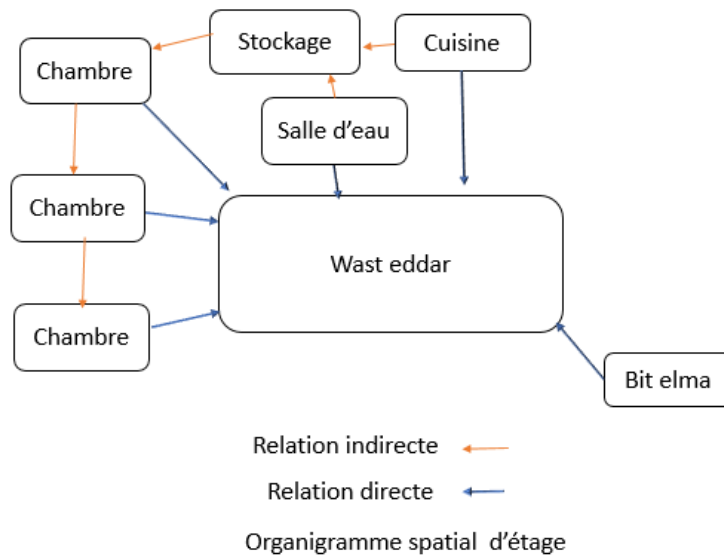 Stockage
Cuisine
Chambre
Salle d'eau
Chambre
Wast eddar
Chambre
Bit elma
Relation indirecte
Relation directe
Organigramme spatial d'étage